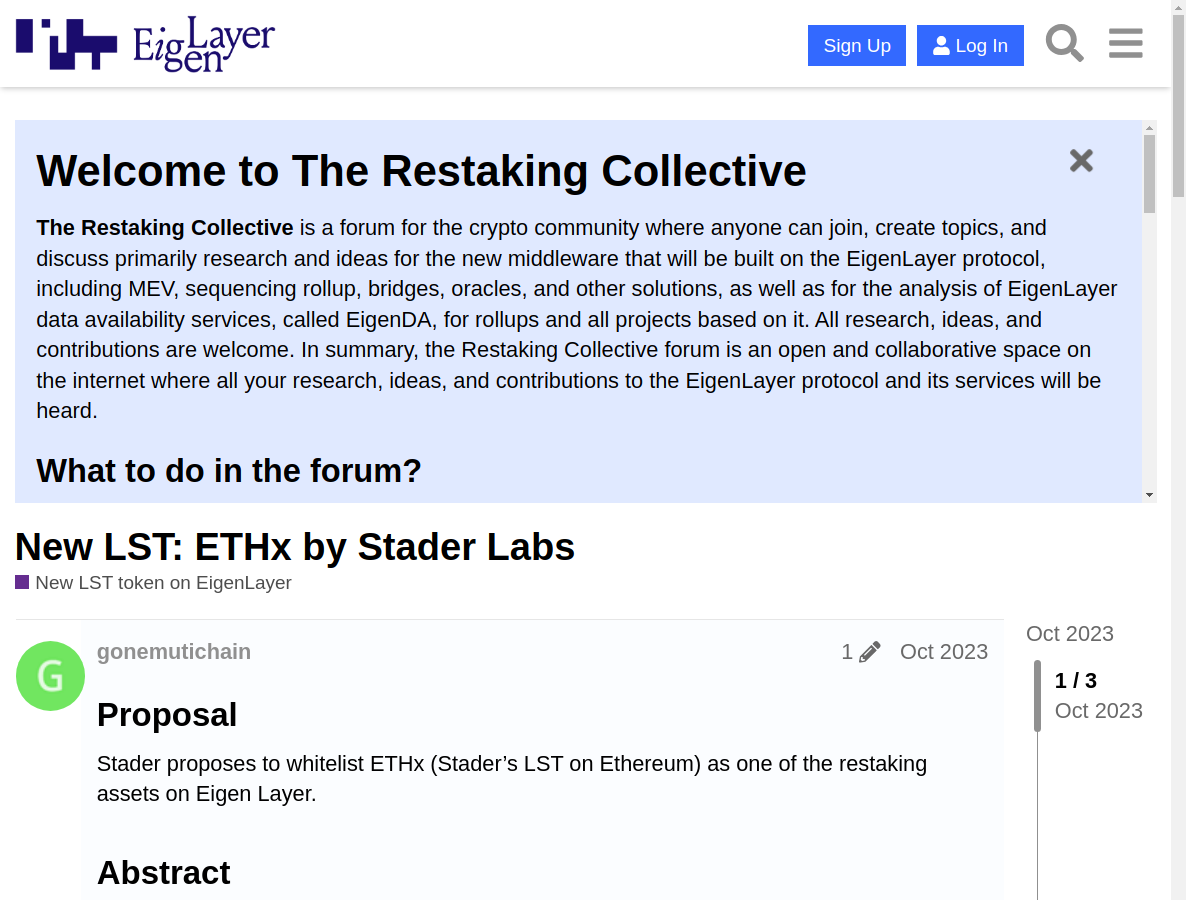 EigenLayer
Sign Up
Log In
Welcome to The Restaking Collective
The Restaking Collective is a forum for the crypto community where anyone can join, create topics, and
discuss primarily research and ideas for the new middleware that will be built on the EigenLayer protocol,
including MEV, sequencing rollup, bridges, oracles, and other solutions, as well as for the analysis of EigenLayer
data availability services, called EigenDA, for rollups and all projects based on it. All research, ideas, and
contributions are welcome. In summary, the Restaking Collective forum is an open and collaborative space on
the internet where all your research, ideas, and contributions to the EigenLayer protocol and its services will be
heard.
What to do in the forum?
New LST: ETHx by Stader Labs
New LST token on EigenLayer
G
gonemutichain
1
Oct 2023
Oct 2023
1 / 3
Oct 2023
Proposal
Stader proposes to whitelist ETHx (Stader’s LST on Ethereum) as one of the restaking
assets on Eigen Layer.
Abstract